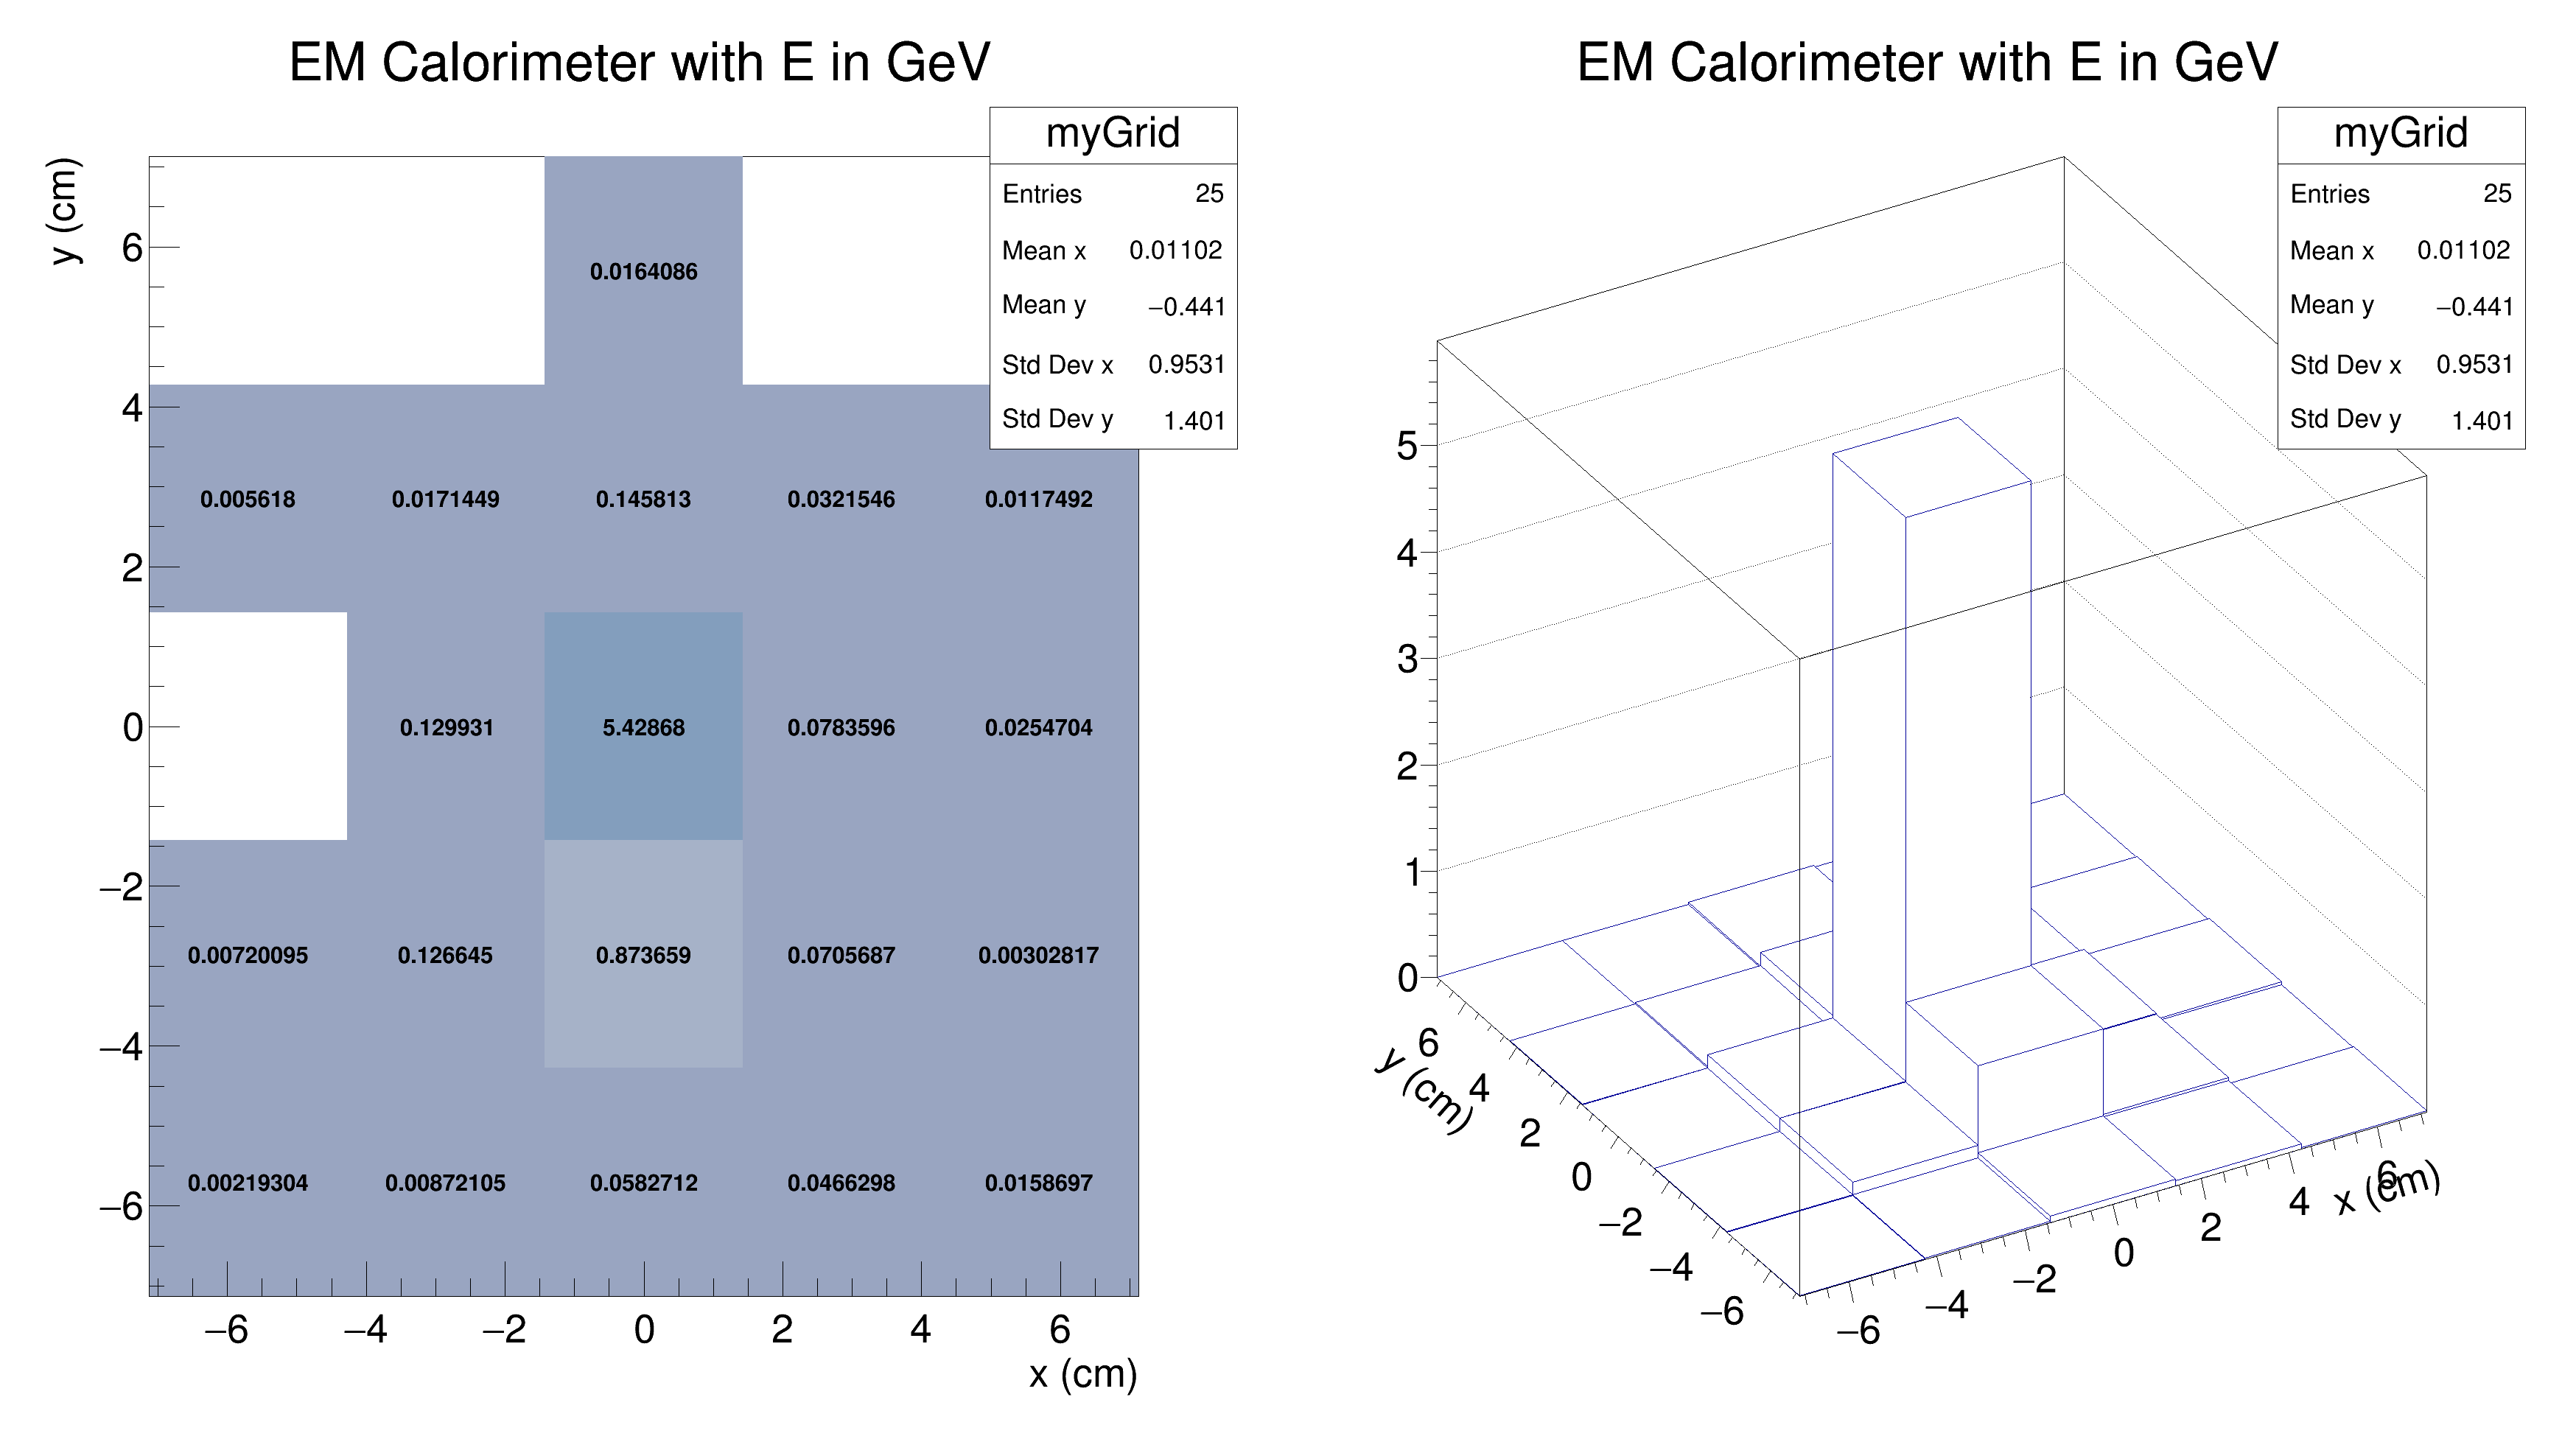 EM Calorimeter with E in GeV
myGrid
Entries 25
Mean x 0.01102
Mean y −0.441
Std Dev x 0.9531
Std Dev y 1.401
y (cm)
6
4
2
0
−2
−4
−6
0.0164086
0.005618 0.0171449 0.145813 0.0321546 0.0117492
0.129931 5.42868 0.0783596 0.0254704
0.00720095 0.126645 0.873659 0.0705687 0.00302817
0.00219304 0.00872105 0.0582712 0.0466298 0.0158697
−6 −4 −2 0 2 4 6
x (cm)
EM Calorimeter with E in GeV
myGrid
Entries 25
Mean x 0.01102
Mean y −0.441
Std Dev x 0.9531
Std Dev y 1.401
5
4
3
2
1
0
y (cm)
6
4
2
0
−2
−4
−6
−6 −4 −2 0 2 4 6
x (cm)